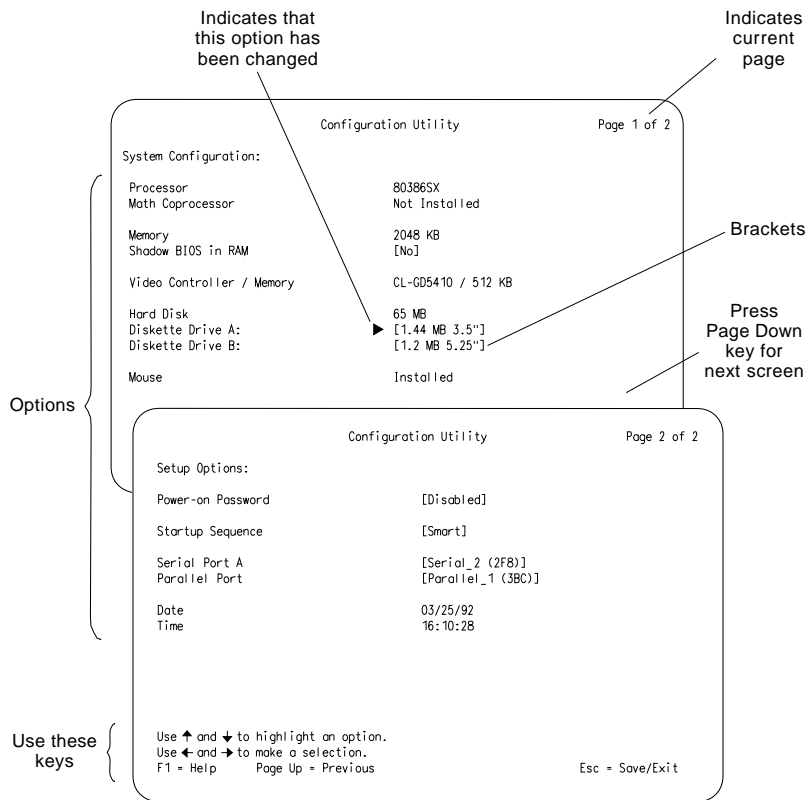 Indicates that
this option has
been changed
Indicates
current
page
Configuration Utility Page 1 of 2
System Configuration:
Processor 80386SX
Math Coprocessor Not Installed
Memory 2048 KB
Shadow BIOS in RAM [No]
Brackets
Video Controller / Memory CL-GD5410 / 512 KB
Hard Disk 65 MB
Diskette Drive A: ▶ [1.44 MB 3.5"]
Diskette Drive B: [1.2 MB 5.25"]
Mouse Installed
Press
Page Down
key for
next screen
Options
Configuration Utility Page 2 of 2
Setup Options:
Power-on Password [Disabled]
Startup Sequence [Smart]
Serial Port A [Serial_2 (2F8)]
Parallel Port [Parallel_1 (3BC)]
Date 03/25/92
Time 16:10:28
Use these
keys
Use ↑ and ↓ to highlight an option.
Use ← and → to make a selection.
F1 = Help Page Up = Previous Esc = Save/Exit